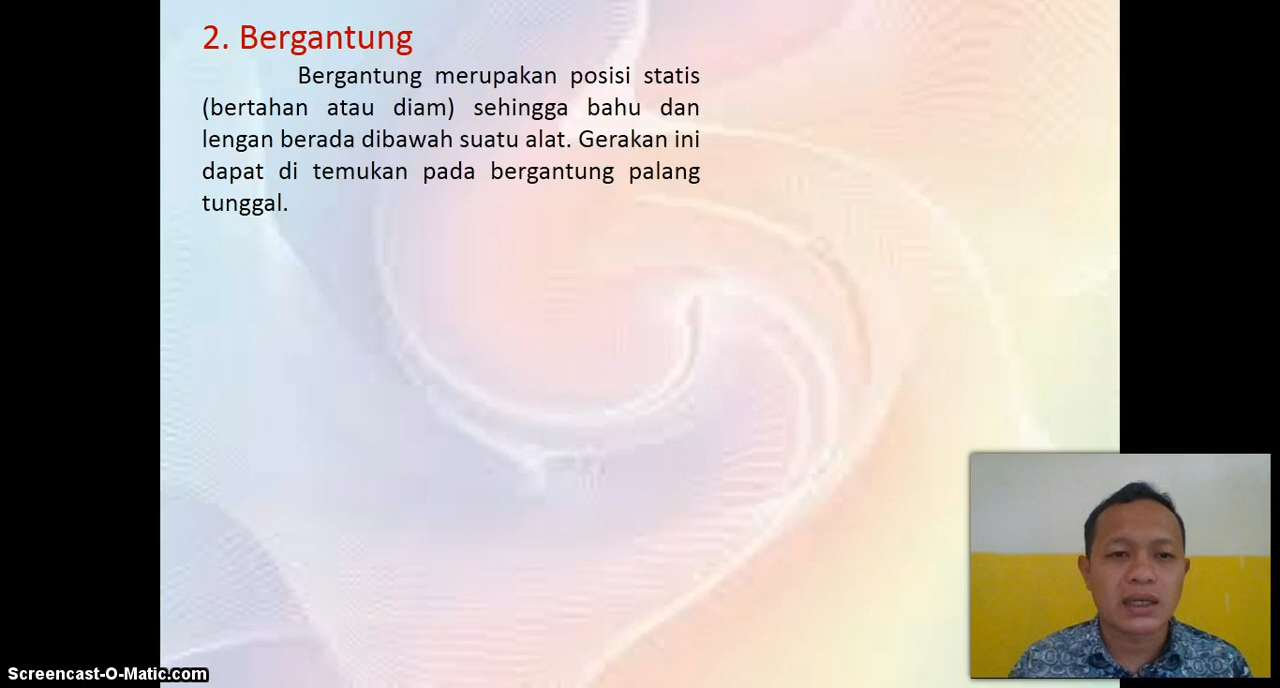 2. Bergantung
Bergantung merupakan posisi statis
(bertahan atau diam) sehingga bahu dan
lengan berada dibawah suatu alat. Gerakan ini
dapat di temukan pada bergantung palang
tunggal.
Screencast-O-Matic.com